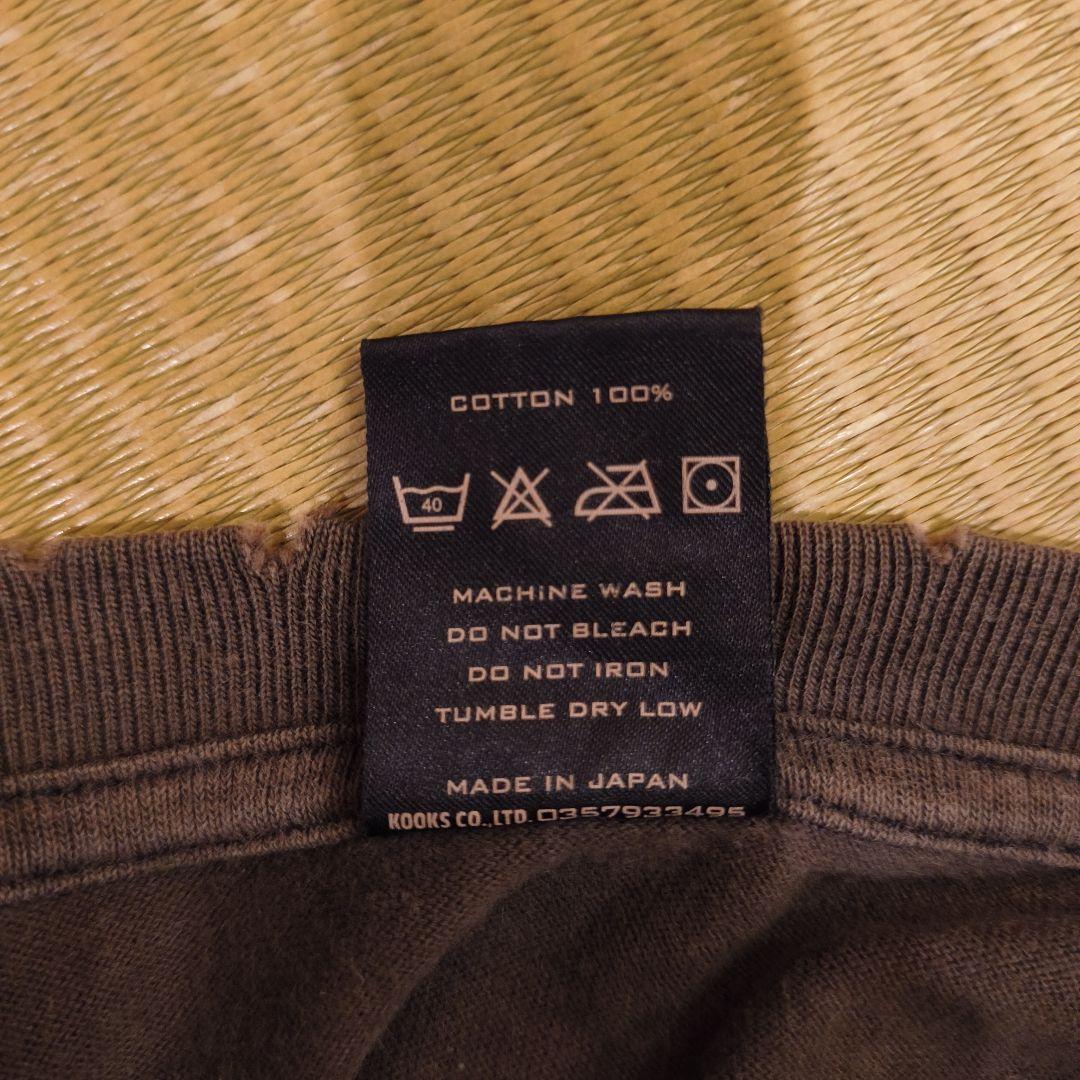 COTTON 100%
40
MACHINE WASH
DO NOT BLEACH
DO NOT IRON
TUMBLE DRY LOW
MADE IN JAPAN
KOOKS CO.,LTD. 0357933495